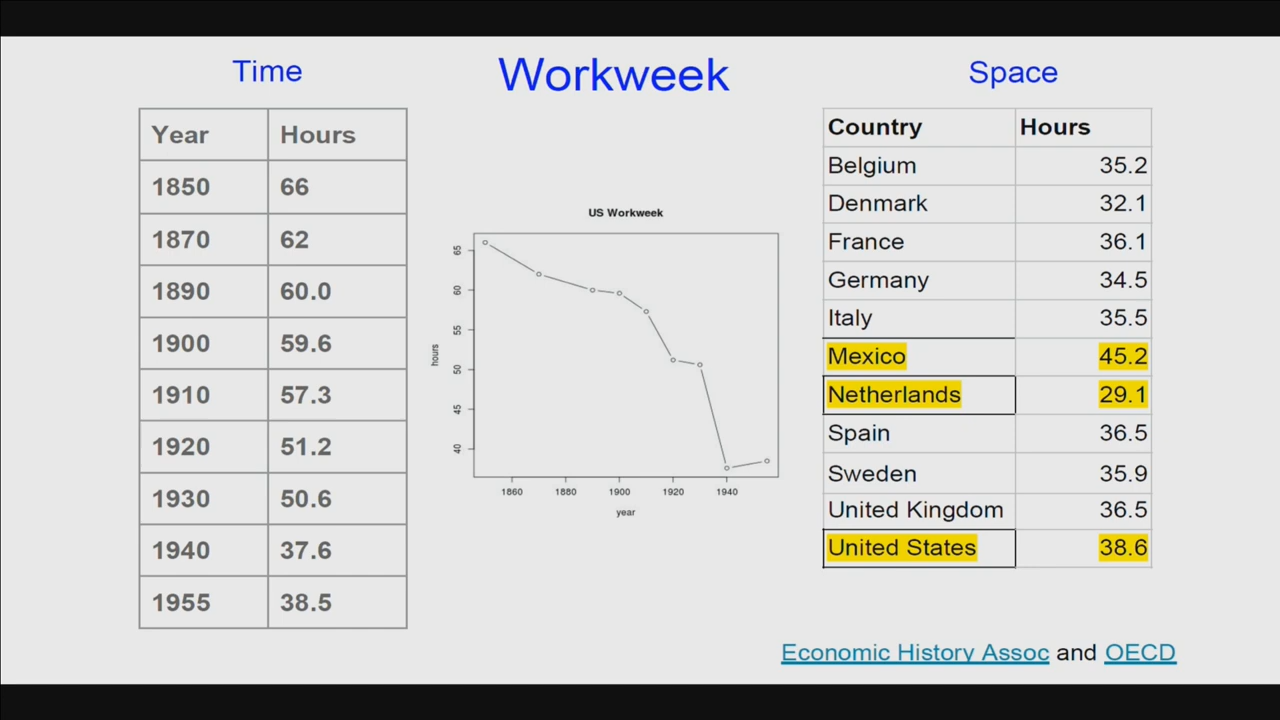 Time
Workweek
Space
Year Hours
1850 66
1870 62
1890 60.0
1900 59.6
1910 57.3
1920 51.2
1930 50.6
1940 37.6
1955 38.5
US Workweek
65
60
55
50
45
40
hours
1860 1880 1900 1920 1940
year
Country Hours
Belgium 35.2
Denmark 32.1
France 36.1
Germany 34.5
Italy 35.5
Mexico 45.2
Netherlands 29.1
Spain 36.5
Sweden 35.9
United Kingdom 36.5
United States 38.6
Economic History Assoc and OECD